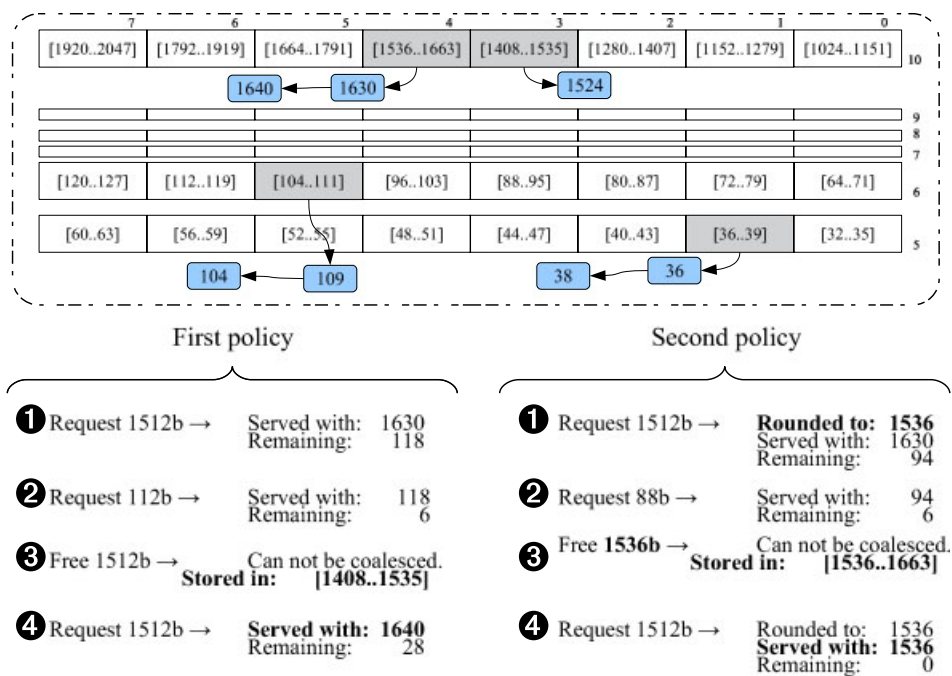 7 6 5 4 3 2 1 0
[1920..2047] [1792..1919] [1664..1791] [1536..1663] [1408..1535] [1280..1407] [1152..1279] [1024..1151] 10
1640 1630 1524
9
8
7
[120..127] [112..119] [104..111] [96..103] [88..95] [80..87] [72..79] [64..71] 6
[60..63] [56..59] [52..55] [48..51] [44..47] [40..43] [36..39] [32..35] 5
104 109 38 36
First policy
1 Request 1512b → Served with: 1630
Remaining: 118
2 Request 112b → Served with: 118
Remaining: 6
3 Free 1512b → Can not be coalesced.
Stored in: [1408..1535]
4 Request 1512b → Served with: 1640
Remaining: 28
Second policy
1 Request 1512b → Rounded to: 1536
Served with: 1630
Remaining: 94
2 Request 88b → Served with: 94
Remaining: 6
3 Free 1536b → Can not be coalesced.
Stored in: [1536..1663]
4 Request 1512b → Rounded to: 1536
Served with: 1536
Remaining: 0